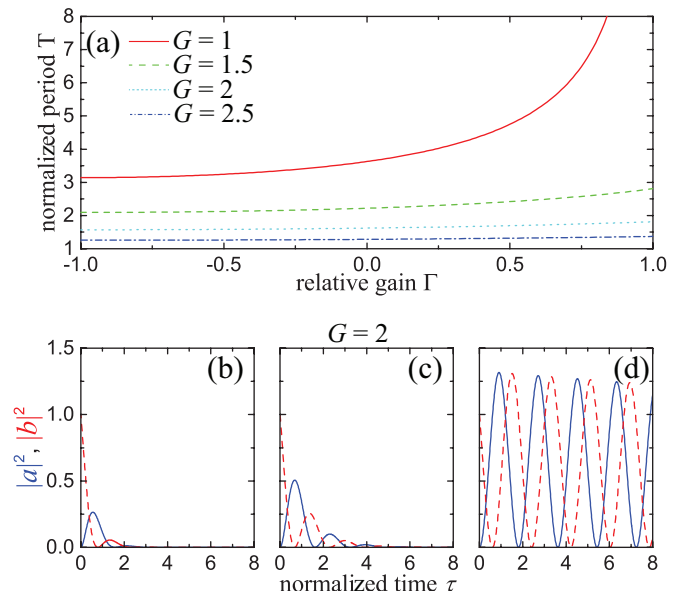 (a)
G = 1
G = 1.5
G = 2
G = 2.5
normalized period T
8
7
6
5
4
3
2
1
-1.0 -0.5 0.0 0.5 1.0
relative gain Γ
G = 2
(b) (c) (d)
|a|², |b|²
1.5
1.0
0.5
0.0
0 2 4 6 8 0 2 4 6 8 0 2 4 6 8
normalized time τ